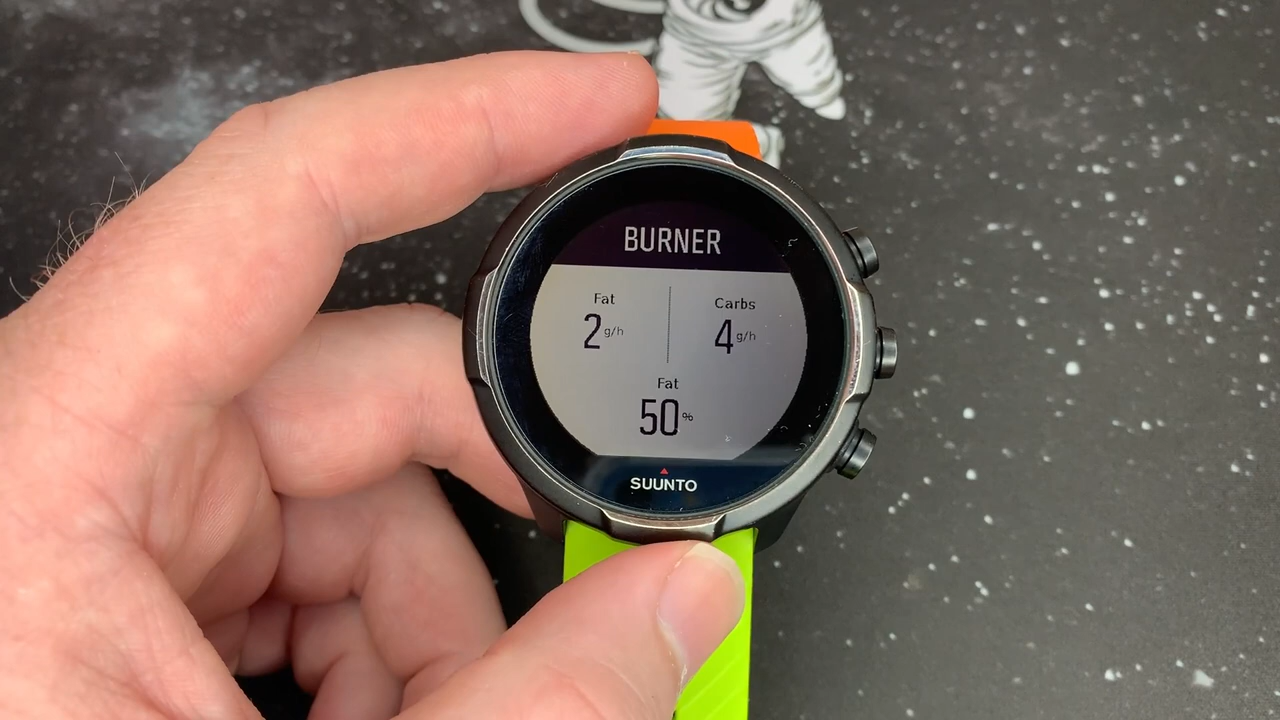 BURNER
Fat Carbs
2 g/h 4 g/h
Fat
50 %
SUUNTO